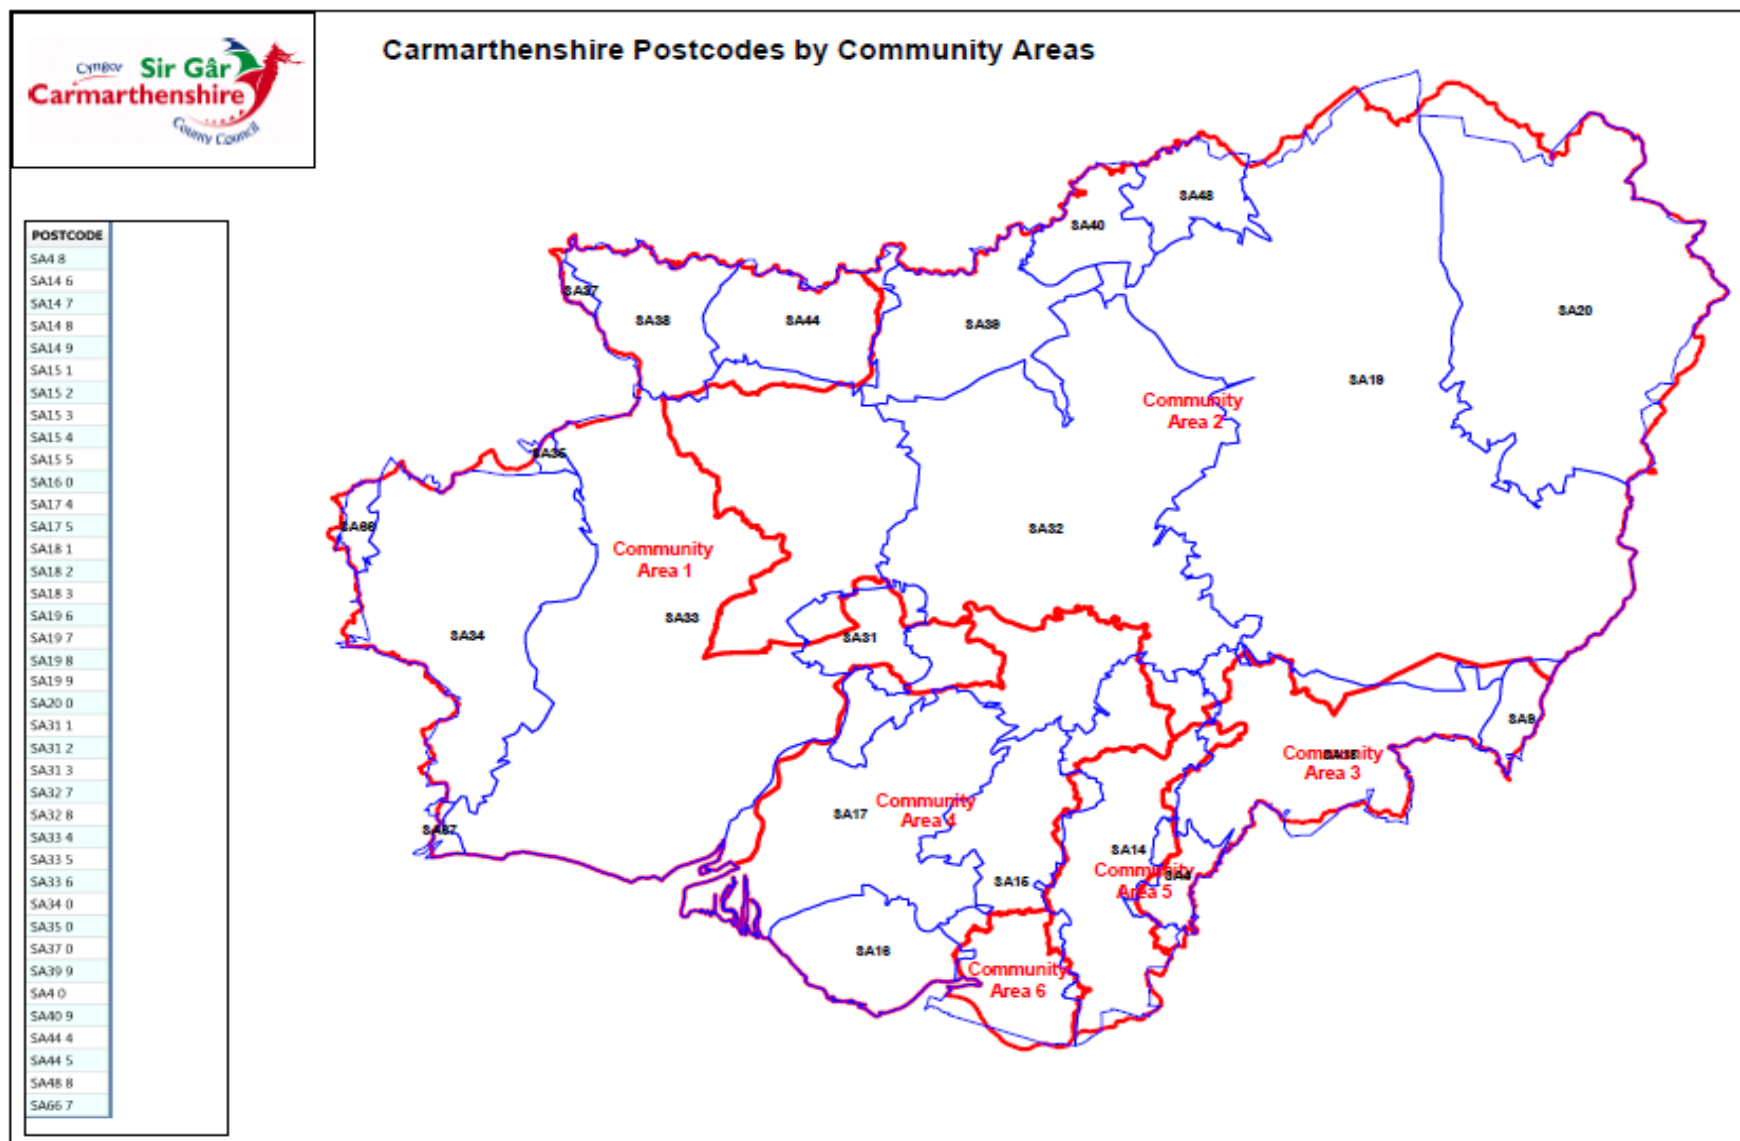 Cyngor Sir Gâr
Carmarthenshire
County Council
Carmarthenshire Postcodes by Community Areas
POSTCODE
SA4 8
SA14 6
SA14 7
SA14 8
SA14 9
SA15 1
SA15 2
SA15 3
SA15 4
SA15 5
SA16 0
SA17 4
SA17 5
SA18 1
SA18 2
SA18 3
SA19 6
SA19 7
SA19 8
SA19 9
SA20 0
SA31 1
SA31 2
SA31 3
SA32 7
SA32 8
SA33 4
SA33 5
SA33 6
SA34 0
SA35 0
SA37 0
SA39 9
SA4 0
SA40 9
SA44 4
SA44 5
SA48 8
SA66 7
SA48
SA40
SA37
SA38
SA44
SA39
SA20
SA19
Community
Area 2
SA35
SA66
SA32
Community
Area 1
SA33
SA34
SA31
SA9
Community
Area 3
SA17
Community
Area 4
SA67
SA14
Community
Area 5
SA4
SA15
SA16
Community
Area 6